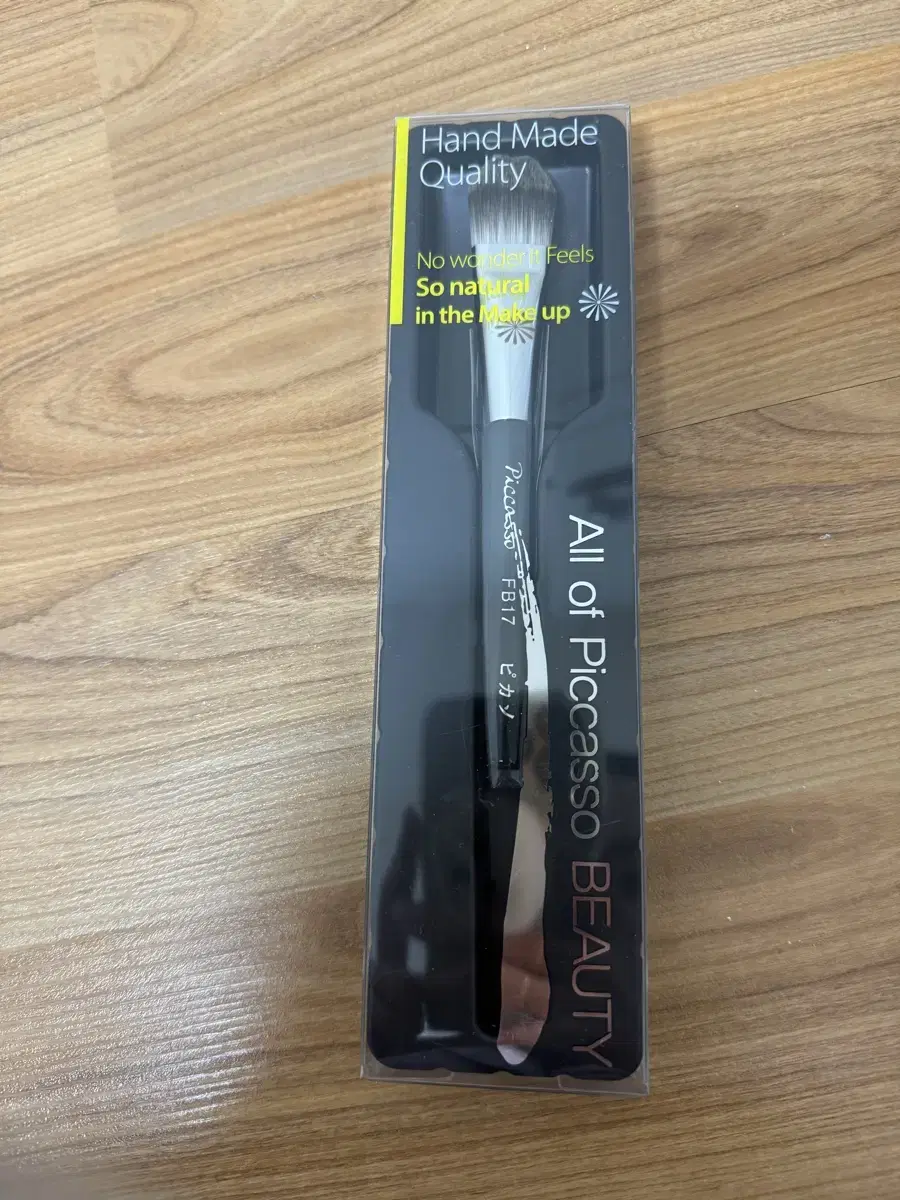 Hand Made
Quality
No wonder it Feels
So natural
in the Make up
Piccasso FB17 ピカソ
All of Piccasso BEAUTY